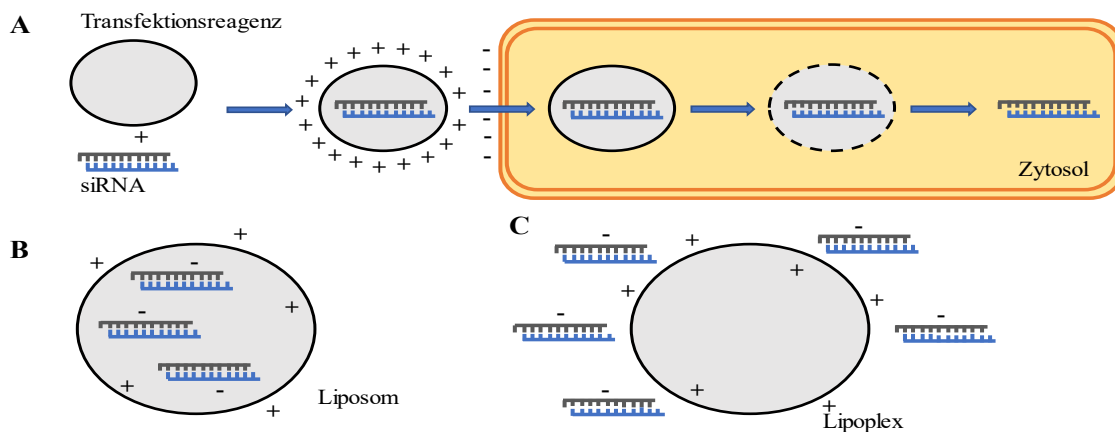 A
Transfektionsreagenz
+
siRNA
+ + + + + + + + + + + + + + + + + + + + + +
- - - - - - - -
Zytosol
B
+ + + + +
- - -
Liposom
C
+ + + + + +
- - - - -
Lipoplex